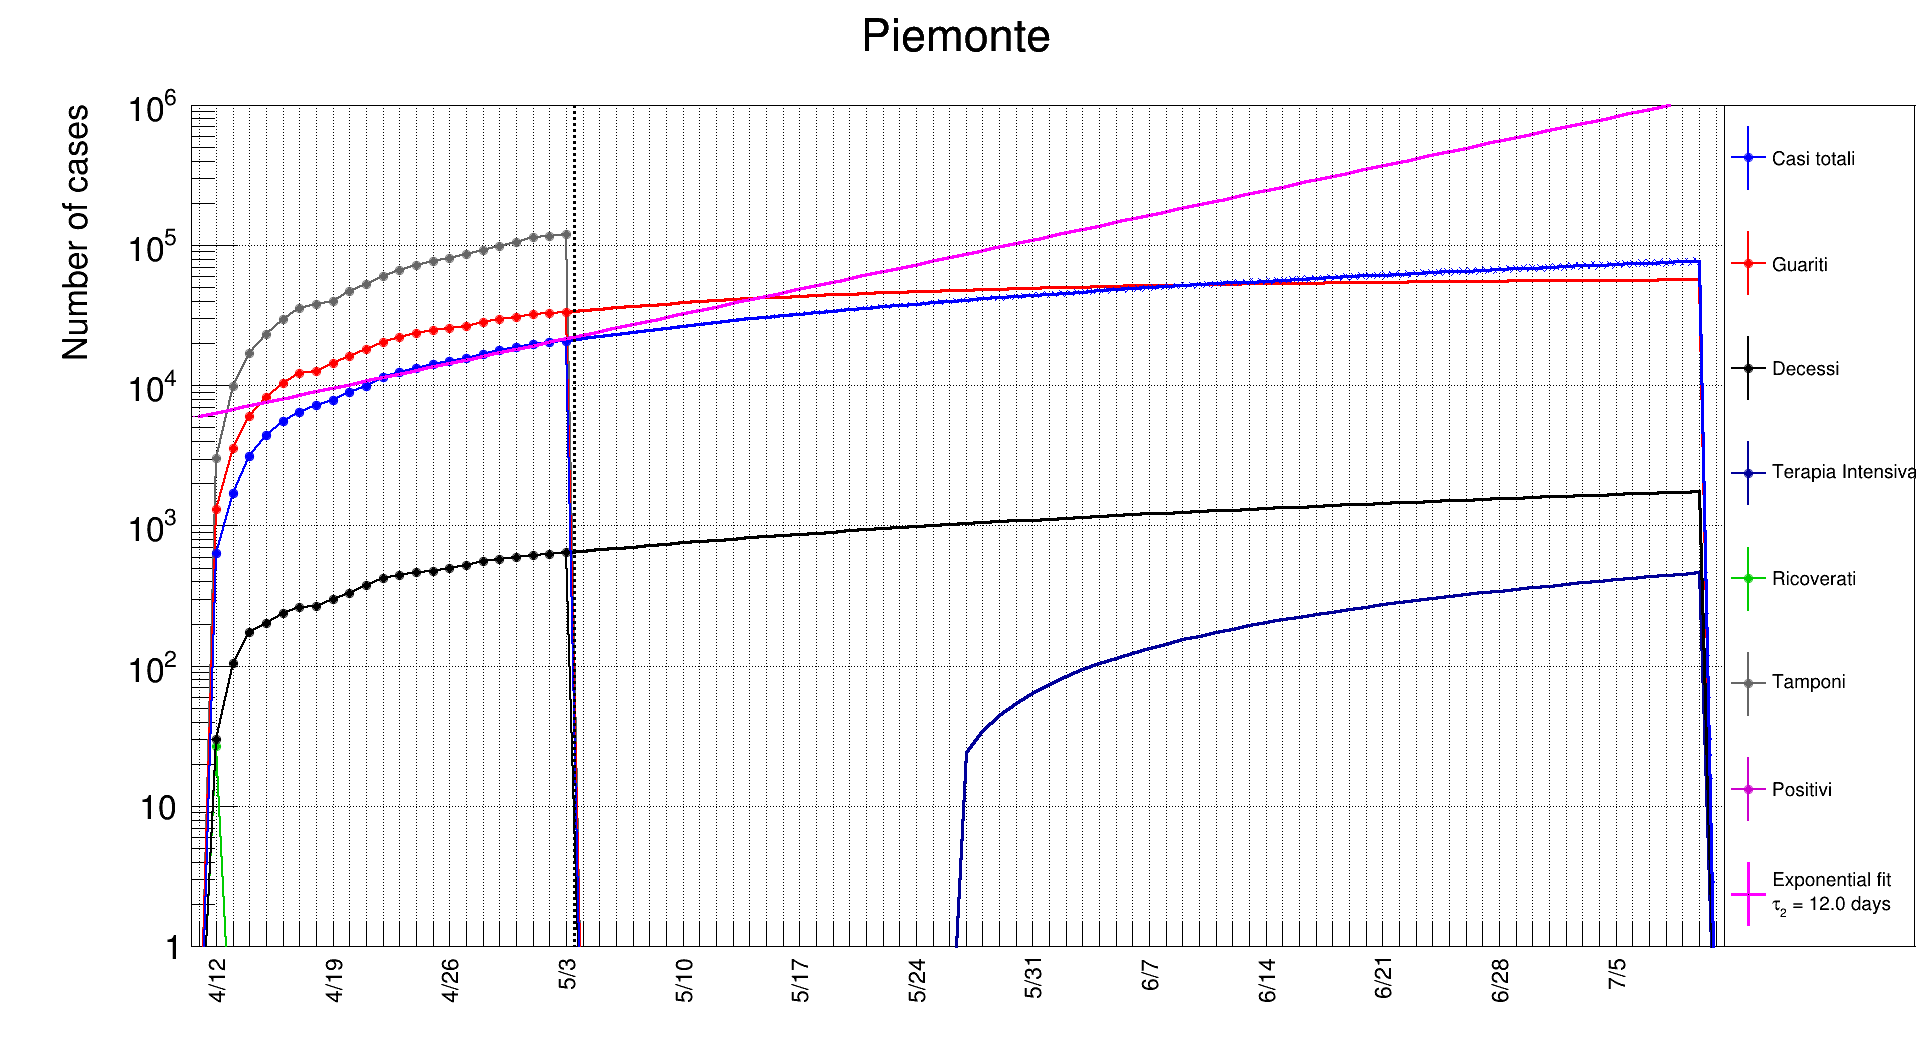 Piemonte
Number of cases
10^6
10^5
10^4
10^3
10^2
10
1
4/12
4/19
4/26
5/3
5/10
5/17
5/24
5/31
6/7
6/14
6/21
6/28
7/5
Casi totali
Guariti
Decessi
Terapia Intensiva
Ricoverati
Tamponi
Positivi
Exponential fit
τ₂ = 12.0 days